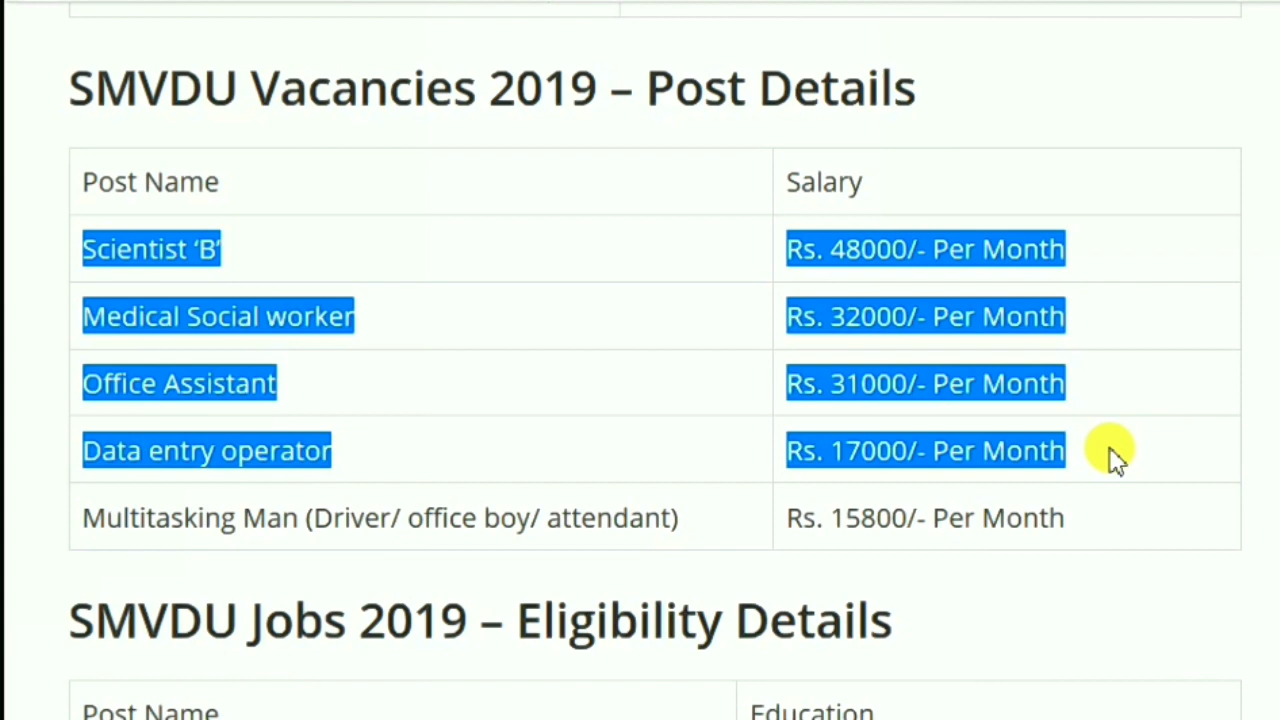 SMVDU Vacancies 2019 – Post Details
Post Name Salary
Scientist ‘B’ Rs. 48000/- Per Month
Medical Social worker Rs. 32000/- Per Month
Office Assistant Rs. 31000/- Per Month
Data entry operator Rs. 17000/- Per Month
Multitasking Man (Driver/ office boy/ attendant) Rs. 15800/- Per Month
SMVDU Jobs 2019 – Eligibility Details
Post Name Education